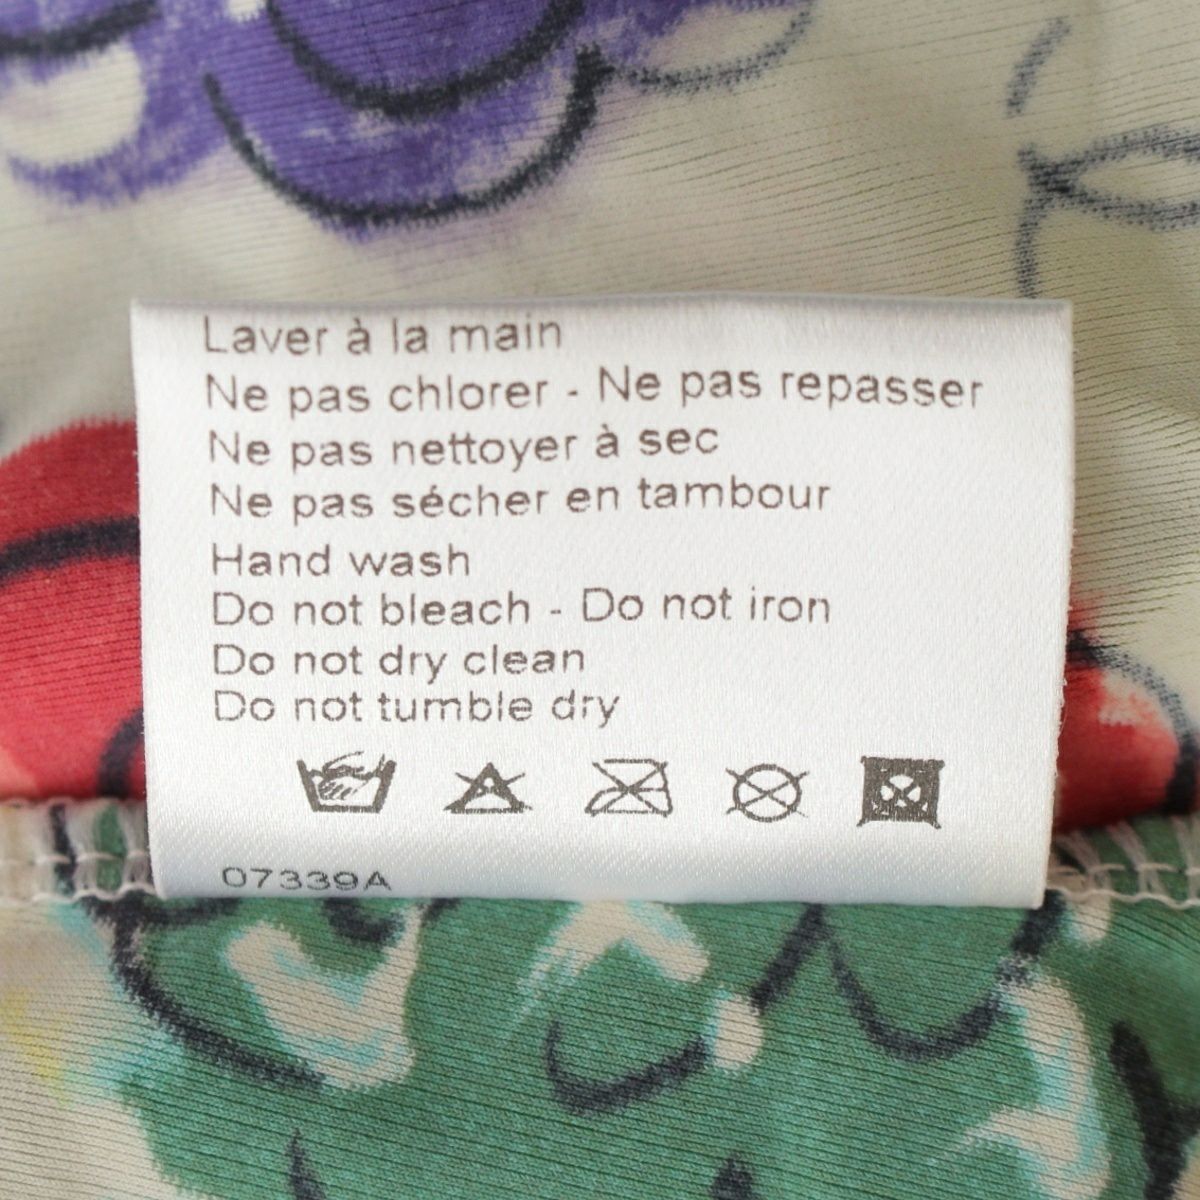 Laver à la main
Ne pas chlorer - Ne pas repasser
Ne pas nettoyer à sec
Ne pas sécher en tambour
Hand wash
Do not bleach - Do not iron
Do not dry clean
Do not tumble dry
07339A